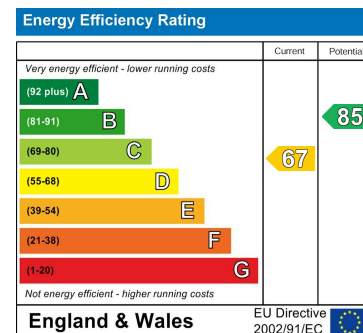 Energy Efficiency Rating
Current Potential
Very energy efficient - lower running costs
(92 plus) A
(81-91) B
85
(69-80) C
67
(55-68) D
(39-54) E
(21-38) F
(1-20) G
Not energy efficient - higher running costs
England & Wales
EU Directive
2002/91/EC